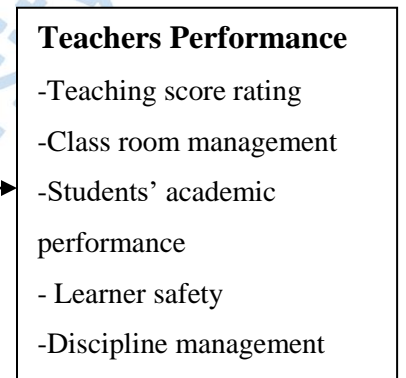 Teachers Performance
-Teaching score rating
-Class room management
-Students’ academic
performance
- Learner safety
-Discipline management